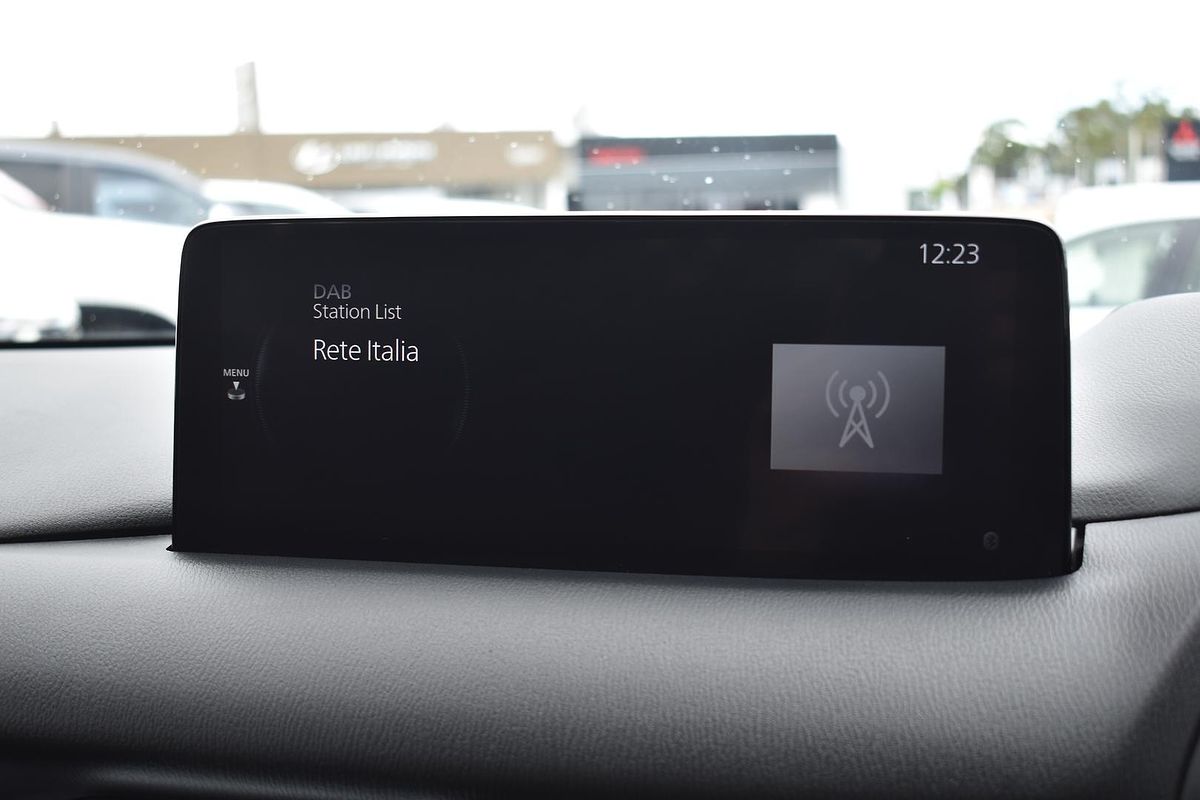 12:23
DAB
Station List
Rete Italia
MENU